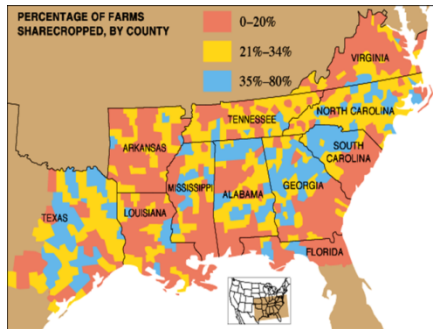 PERCENTAGE OF FARMS
SHARECROPPED, BY COUNTY
0–20%
21%–34%
35%–80%
VIRGINIA
NORTH CAROLINA
TENNESSEE
ARKANSAS
SOUTH
CAROLINA
MISSISSIPPI
ALABAMA
GEORGIA
TEXAS
LOUISIANA
FLORIDA